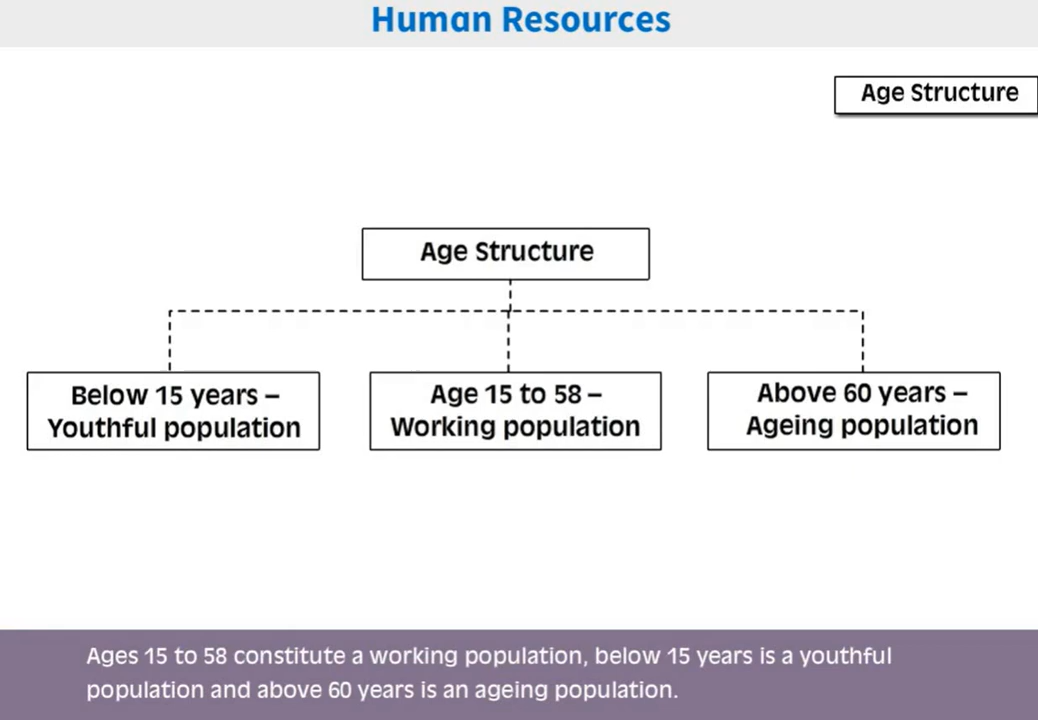 Human Resources
Age Structure
Age Structure
Below 15 years –
Youthful population
Age 15 to 58 –
Working population
Above 60 years –
Ageing population
Ages 15 to 58 constitute a working population, below 15 years is a youthful
population and above 60 years is an ageing population.